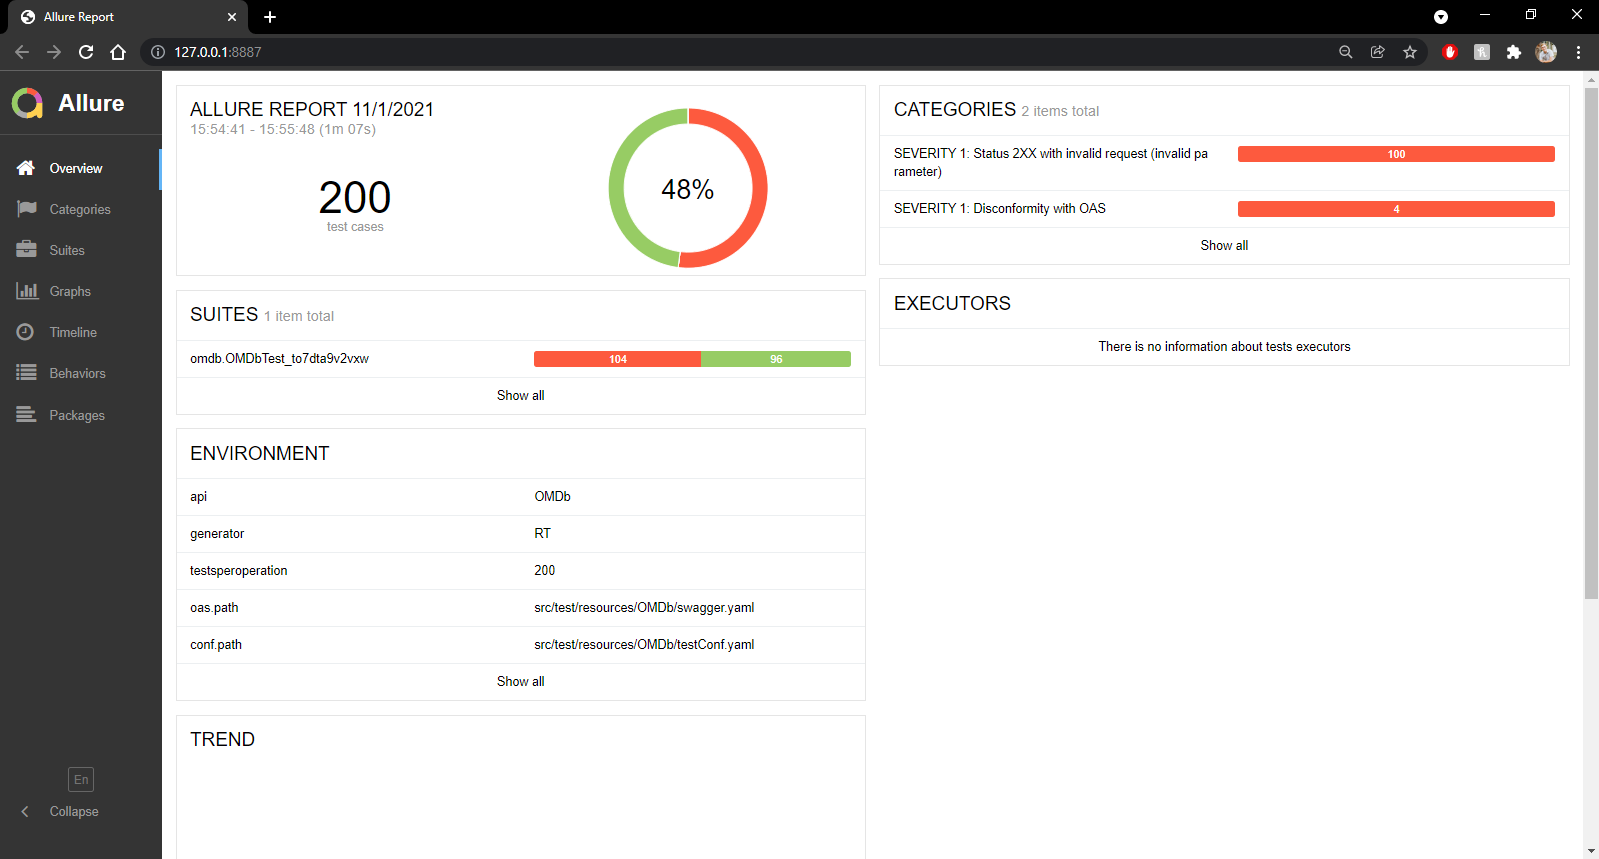 Allure Report
127.0.0.1:8887
Allure
Overview
Categories
Suites
Graphs
Timeline
Behaviors
Packages
En
Collapse
ALLURE REPORT 11/1/2021
15:54:41 - 15:55:48 (1m 07s)
200
test cases
48%
SUITES 1 item total
omdb.OMDbTest_to7dta9v2vxw 104 96
Show all
ENVIRONMENT
api OMDb
generator RT
testsperoperation 200
oas.path src/test/resources/OMDb/swagger.yaml
conf.path src/test/resources/OMDb/testConf.yaml
Show all
TREND
CATEGORIES 2 items total
SEVERITY 1: Status 2XX with invalid request (invalid pa 100
rameter)
SEVERITY 1: Disconformity with OAS 4
Show all
EXECUTORS
There is no information about tests executors